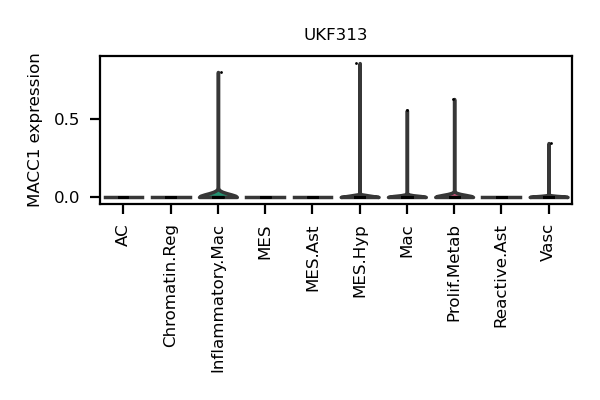 UKF313
MACC1 expression
0.5
0.0
AC
Chromatin.Reg
Inflammatory.Mac
MES
MES.Ast
MES.Hyp
Mac
Prolif.Metab
Reactive.Ast
Vasc